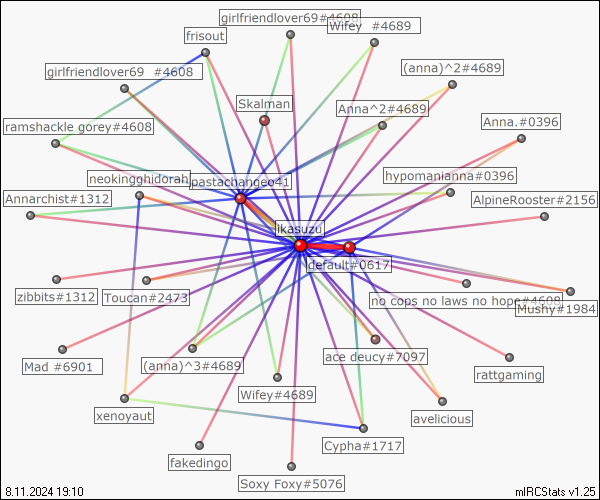 girlfriendlover69#4608
Wifey #4689
frisout
girlfriendlover69 #4608
(anna)^2#4689
Skalman
Anna^2#4689
Anna.#0396
ramshackle gorey#4608
neokingghidorah
pastachangeo41
hypomanianna#0396
Annarchist#1312
AlpineRooster#2156
ikasuzu
default#0617
zibbits#1312
Toucan#2473
no cops no laws no hope#4608
Mushy#1984
Mad #6901
(anna)^3#4689
ace deucy#7097
rattgaming
xenoyaut
Wifey#4689
avelicious
Cypha#1717
fakedingo
Soxy Foxy#5076
8.11.2024 19:10
mIRCStats v1.25